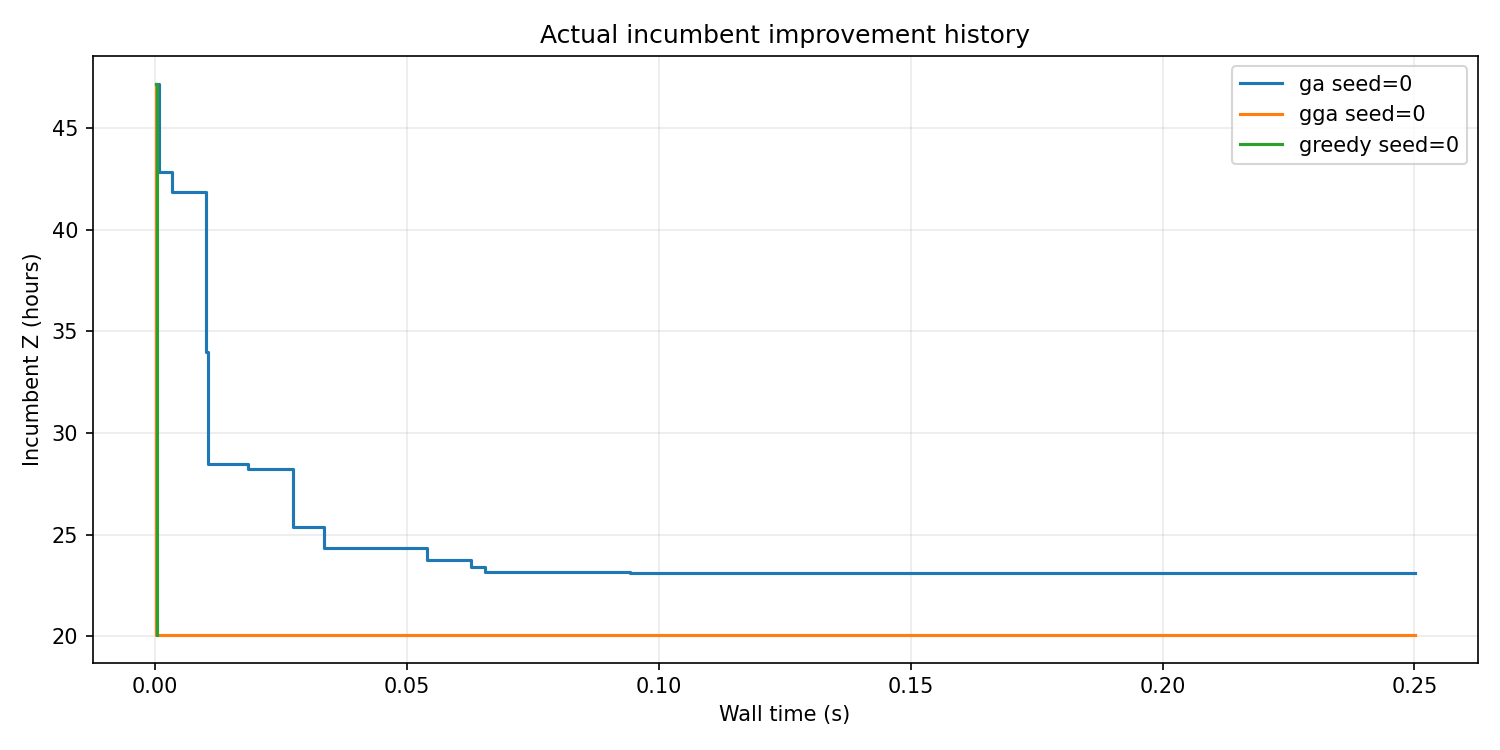 Actual incumbent improvement history
ga seed=0
gga seed=0
greedy seed=0
Incumbent Z (hours)
45
40
35
30
25
20
0.00 0.05 0.10 0.15 0.20 0.25
Wall time (s)